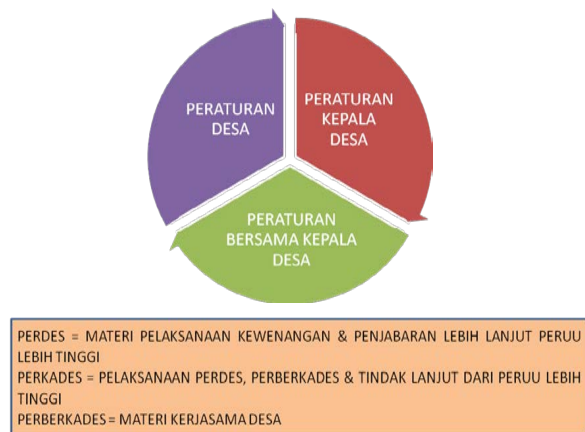 PERATURAN
DESA
PERATURAN
KEPALA
DESA
PERATURAN
BERSAMA KEPALA
DESA
PERDES = MATERI PELAKSANAAN KEWENANGAN & PENJABARAN LEBIH LANJUT PERUU
LEBIH TINGGI
PERKADES = PELAKSANAAN PERDES, PERBERKADES & TINDAK LANJUT DARI PERUU LEBIH
TINGGI
PERBERKADES = MATERI KERJASAMA DESA